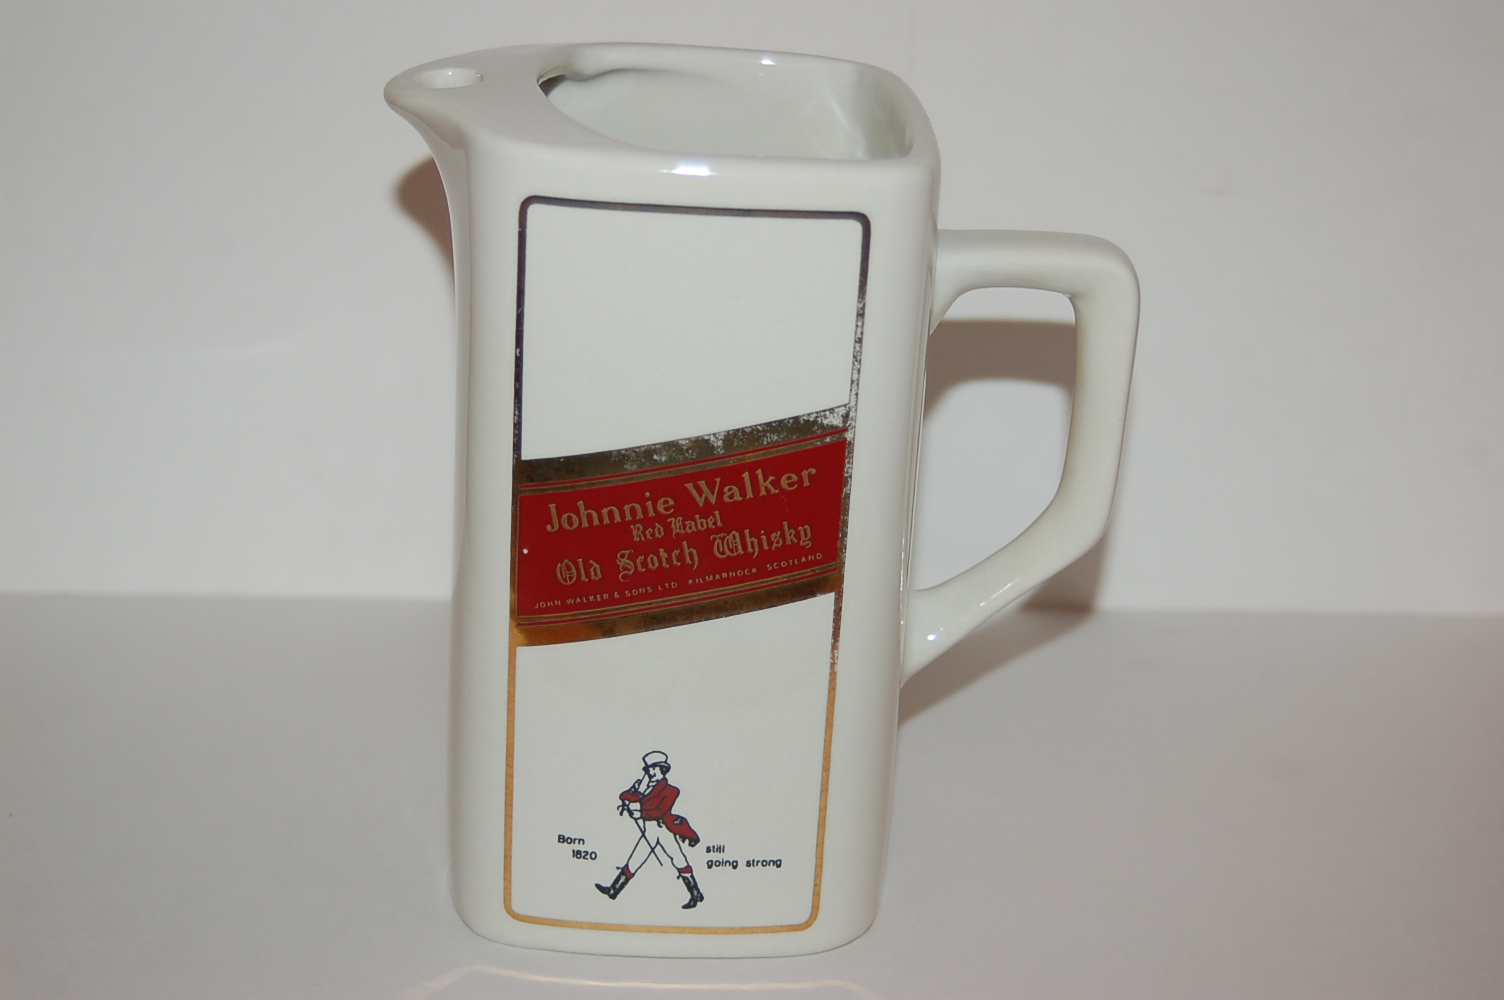 Johnnie Walker
Red Label
Old Scotch Whisky
JOHN WALKER & SONS LTD KILMARNOCK SCOTLAND
Born
1820
still
going strong